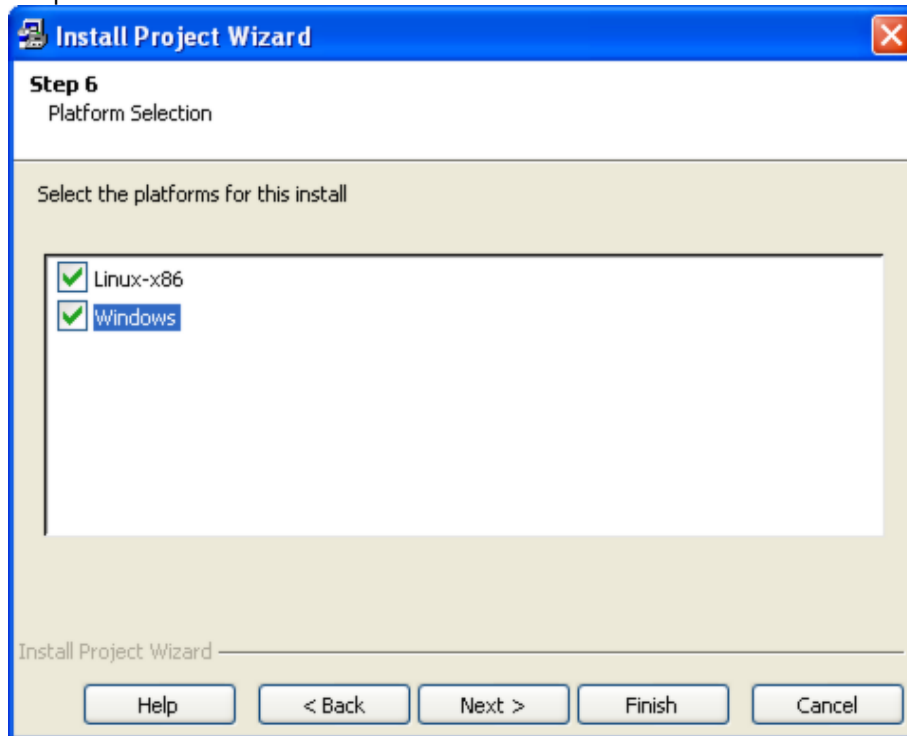 Install Project Wizard
Step 6
Platform Selection
Select the platforms for this install
Linux-x86
Windows
Install Project Wizard
Help < Back Next > Finish Cancel